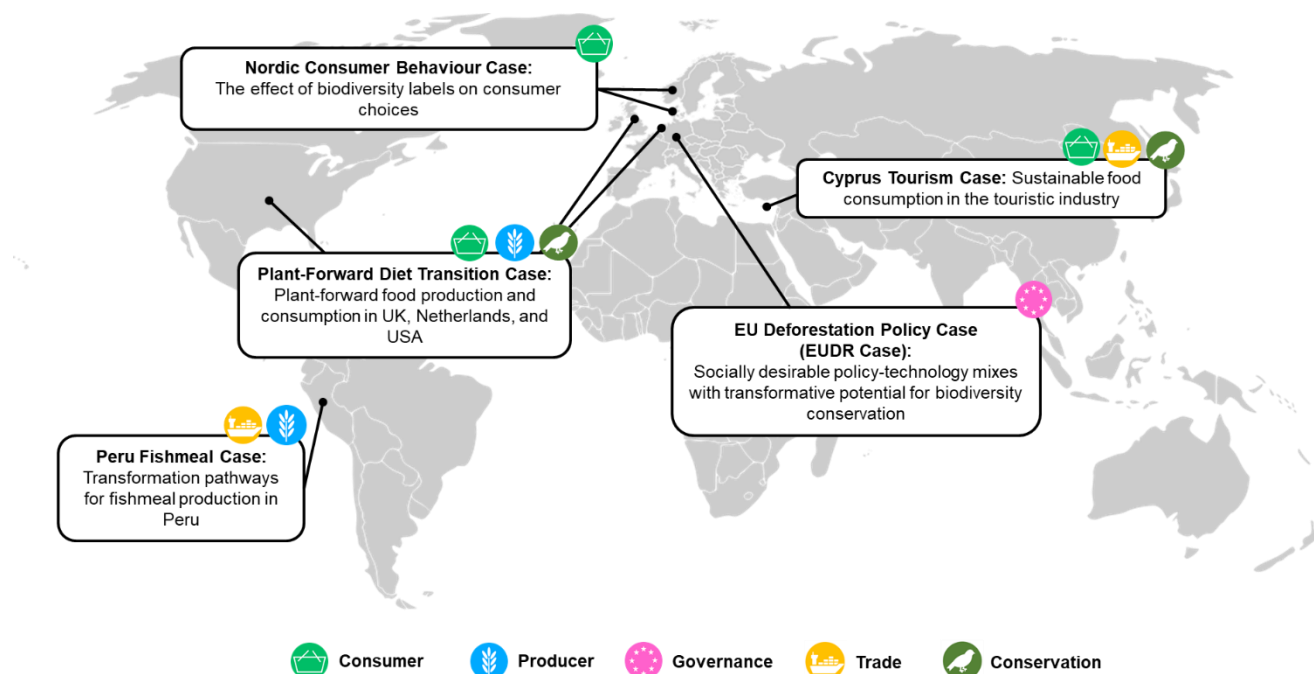 Nordic Consumer Behaviour Case:
The effect of biodiversity labels on consumer
choices
Cyprus Tourism Case: Sustainable food
consumption in the touristic industry
Plant-Forward Diet Transition Case:
Plant-forward food production and
consumption in UK, Netherlands, and
USA
EU Deforestation Policy Case
(EUDR Case):
Socially desirable policy-technology mixes
with transformative potential for biodiversity
conservation
Peru Fishmeal Case:
Transformation pathways
for fishmeal production in
Peru
Consumer
Producer
Governance
Trade
Conservation